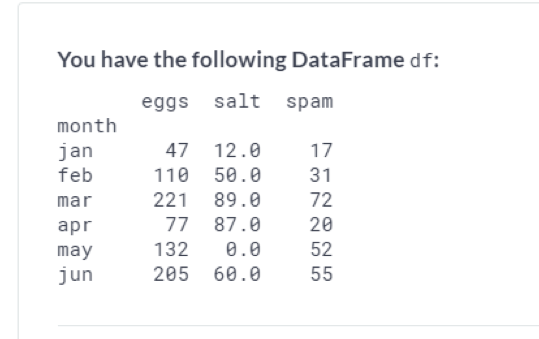 You have the following DataFrame df:
eggs salt spam
month
jan 47 12.0 17
feb 110 50.0 31
mar 221 89.0 72
apr 77 87.0 20
may 132 0.0 52
jun 205 60.0 55